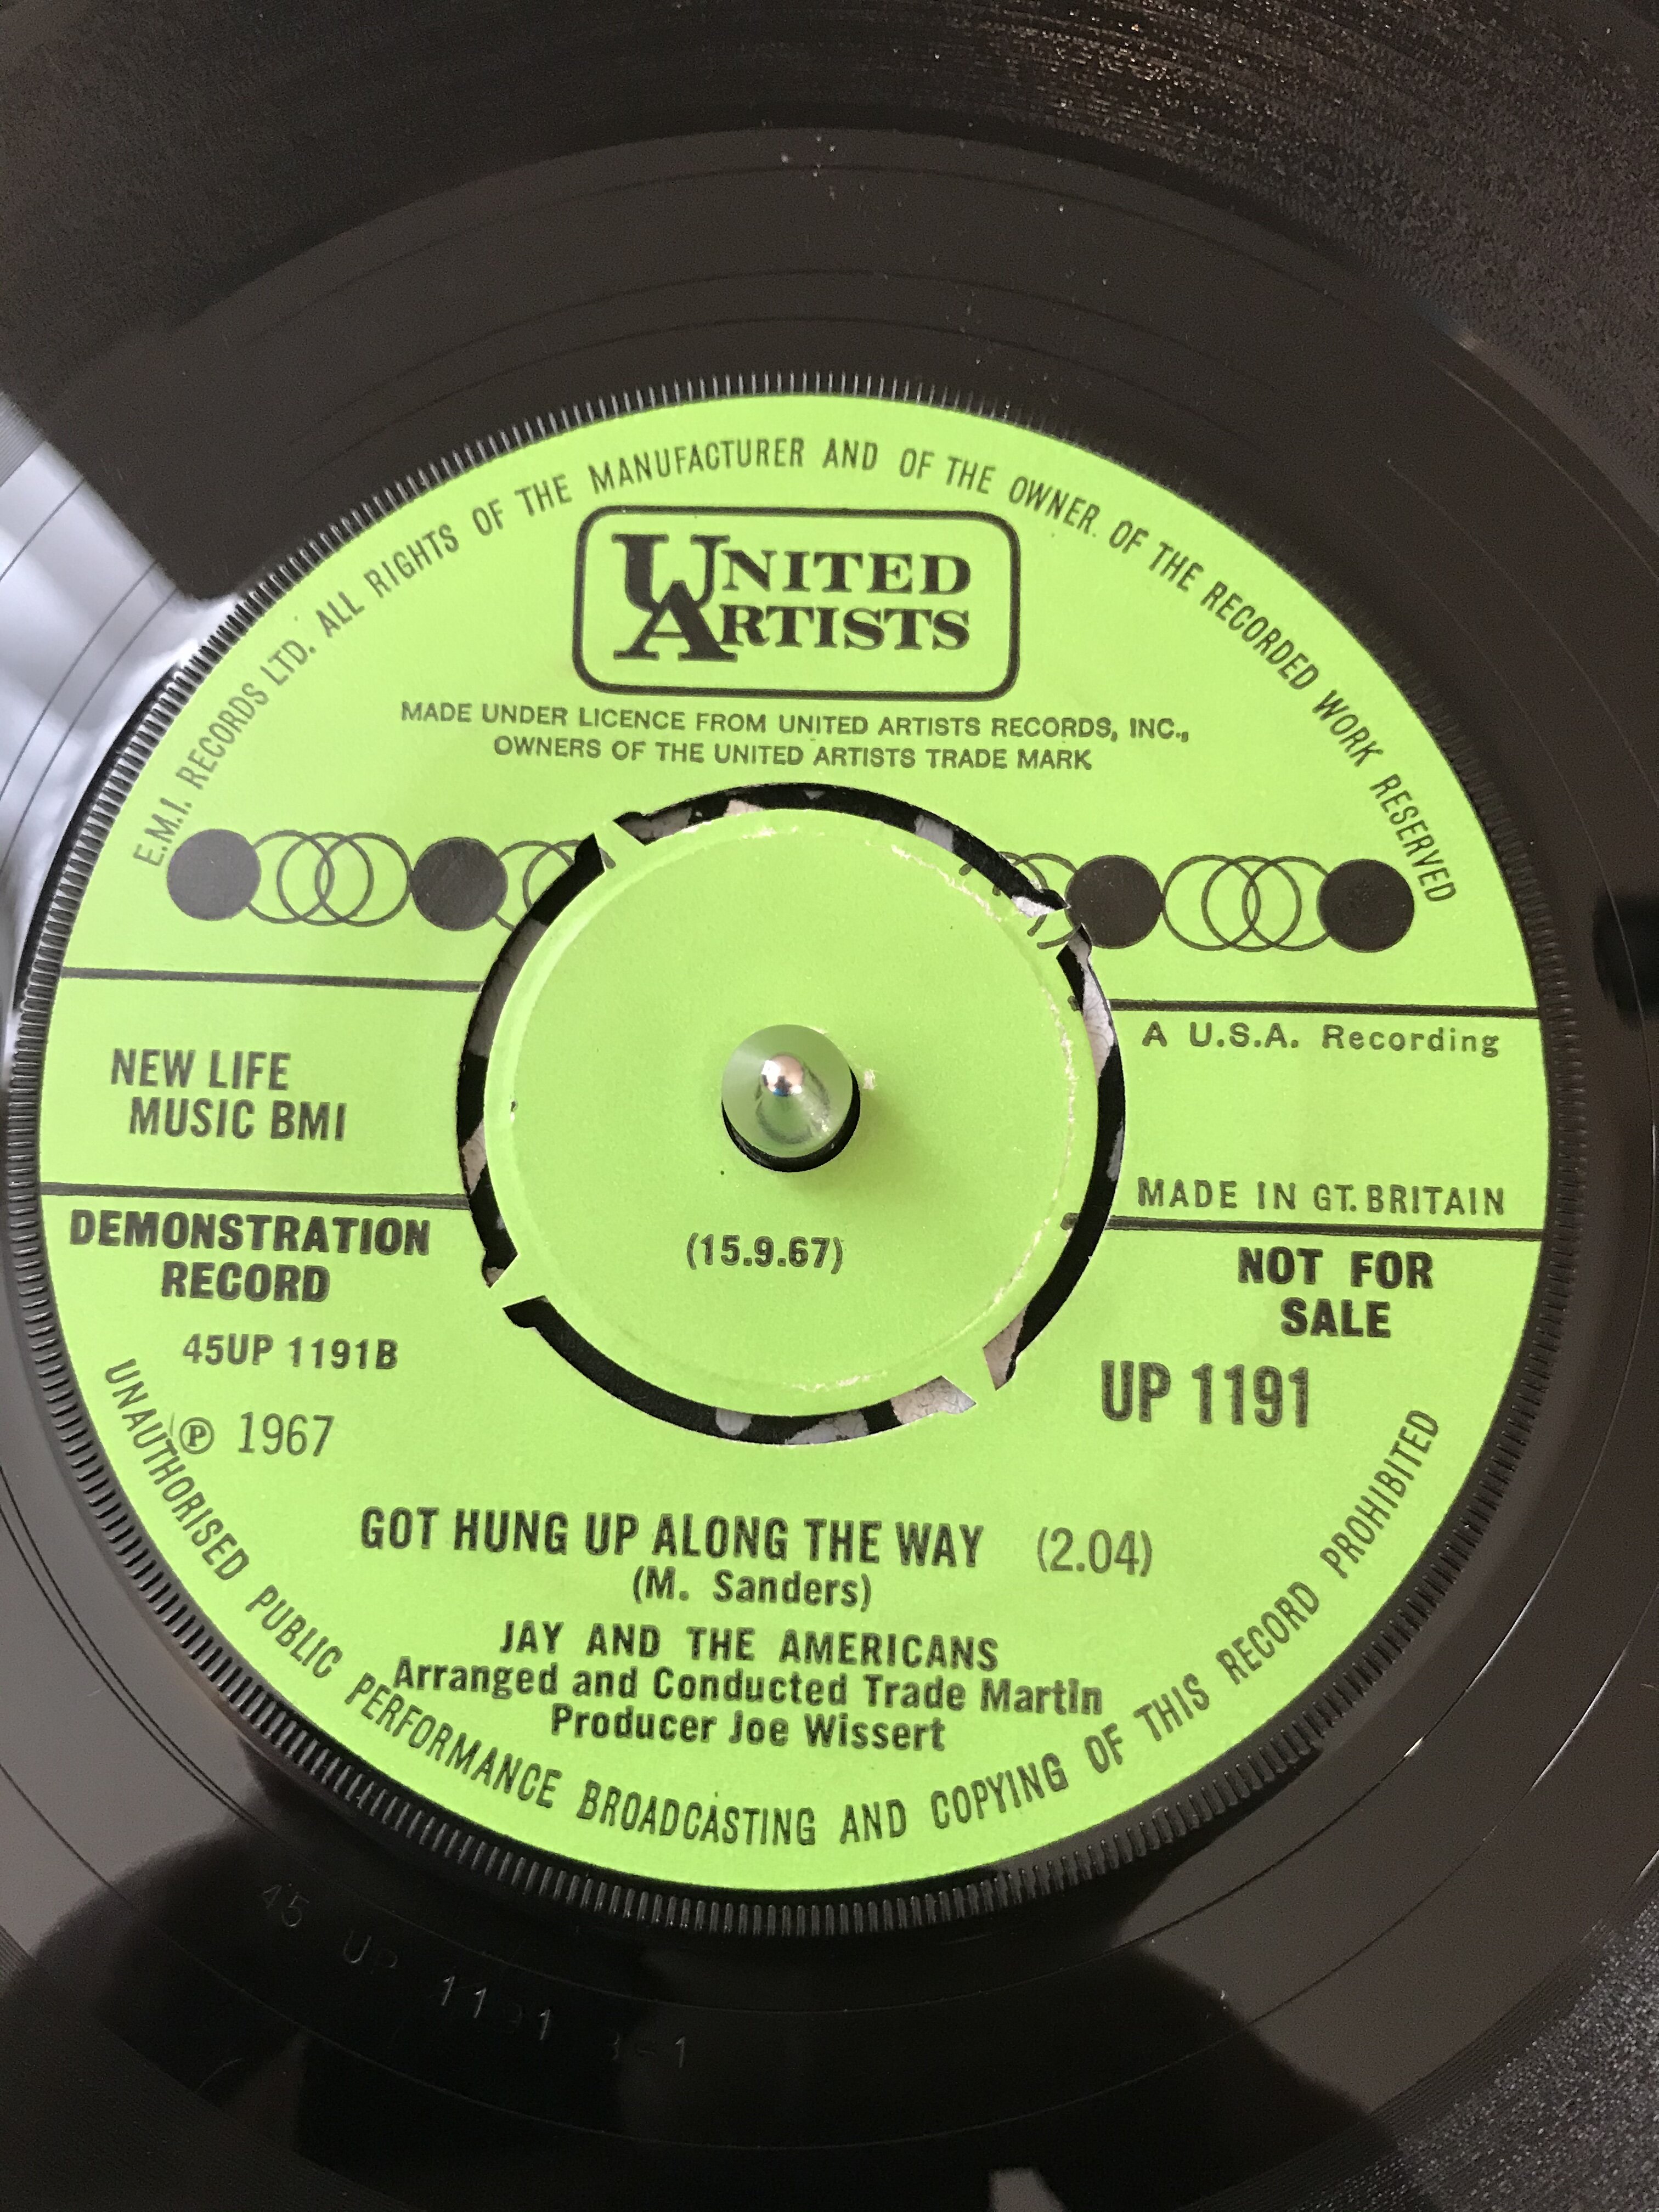 E.M.I. RECORDS LTD. ALL RIGHTS OF THE MANUFACTURER AND OF THE OWNER OF THE RECORDED WORK RESERVED
UNITED
ARTISTS
MADE UNDER LICENCE FROM UNITED ARTISTS RECORDS, INC.,
OWNERS OF THE UNITED ARTISTS TRADE MARK
A U.S.A. Recording
NEW LIFE
MUSIC BMI
MADE IN GT. BRITAIN
DEMONSTRATION
RECORD
(15.9.67)
NOT FOR
SALE
45UP 1191B
UP 1191
℗ 1967
GOT HUNG UP ALONG THE WAY (2.04)
(M. Sanders)
JAY AND THE AMERICANS
Arranged and Conducted Trade Martin
Producer Joe Wissert
UNAUTHORISED PUBLIC PERFORMANCE BROADCASTING AND COPYING OF THIS RECORD PROHIBITED
45 UP 1191